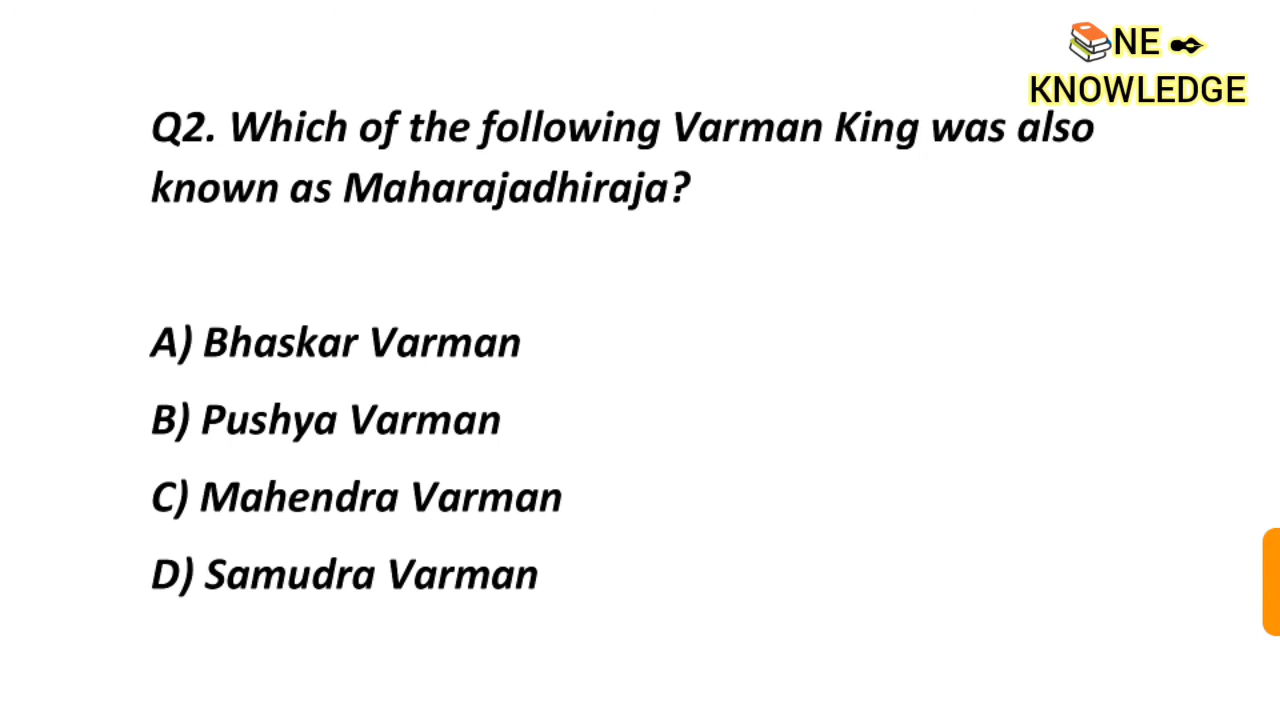 NE
KNOWLEDGE
Q2. Which of the following Varman King was also
known as Maharajadhiraja?
A) Bhaskar Varman
B) Pushya Varman
C) Mahendra Varman
D) Samudra Varman